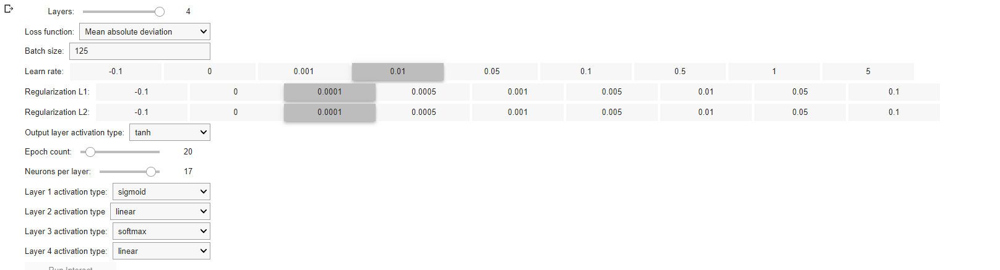 Layers: 4
Loss function: Mean absolute deviation
Batch size: 125
Learn rate: -0.1 0 0.001 0.01 0.05 0.1 0.5 1 5
Regularization L1: -0.1 0 0.0001 0.0005 0.001 0.005 0.01 0.05 0.1
Regularization L2: -0.1 0 0.0001 0.0005 0.001 0.005 0.01 0.05 0.1
Output layer activation type: tanh
Epoch count: 20
Neurons per layer: 17
Layer 1 activation type: sigmoid
Layer 2 activation type linear
Layer 3 activation type: softmax
Layer 4 activation type: linear
Run Interact